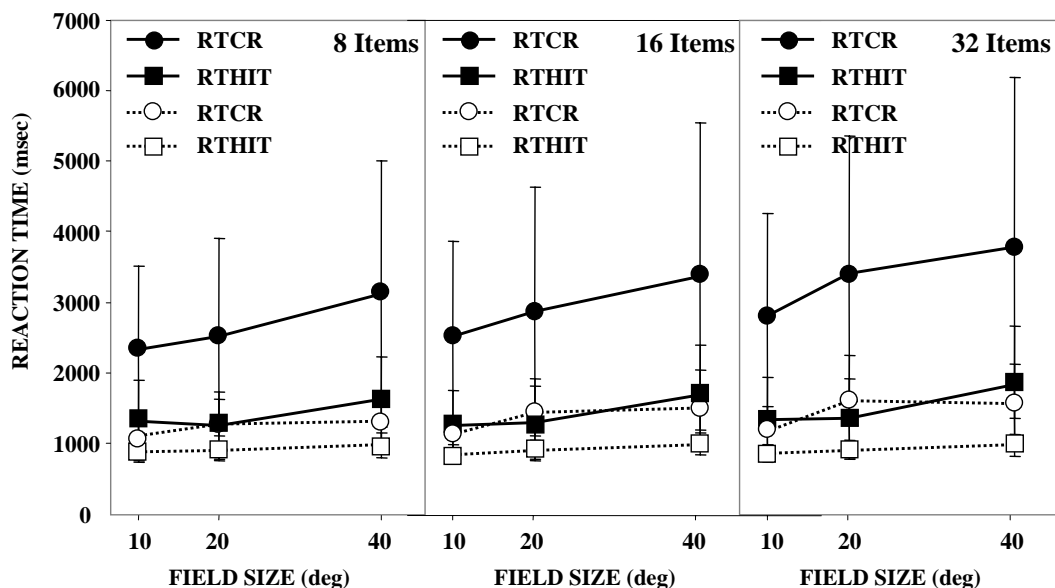 7000
6000
5000
4000
3000
2000
1000
0
REACTION TIME (msec)
8 Items
RTCR
RTHIT
RTCR
RTHIT
10 20 40
FIELD SIZE (deg)
16 Items
RTCR
RTHIT
RTCR
RTHIT
10 20 40
FIELD SIZE (deg)
32 Items
RTCR
RTHIT
RTCR
RTHIT
10 20 40
FIELD SIZE (deg)